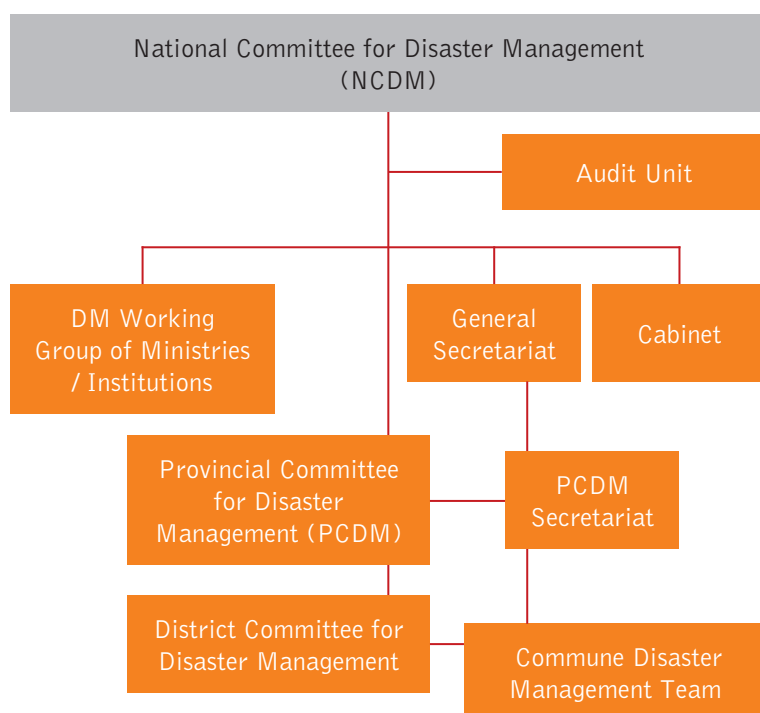 National Committee for Disaster Management
(NCDM)
Audit Unit
DM Working
Group of Ministries
/ Institutions
General
Secretariat
Cabinet
Provincial Committee
for Disaster
Management (PCDM)
PCDM
Secretariat
District Committee for
Disaster Management
Commune Disaster
Management Team